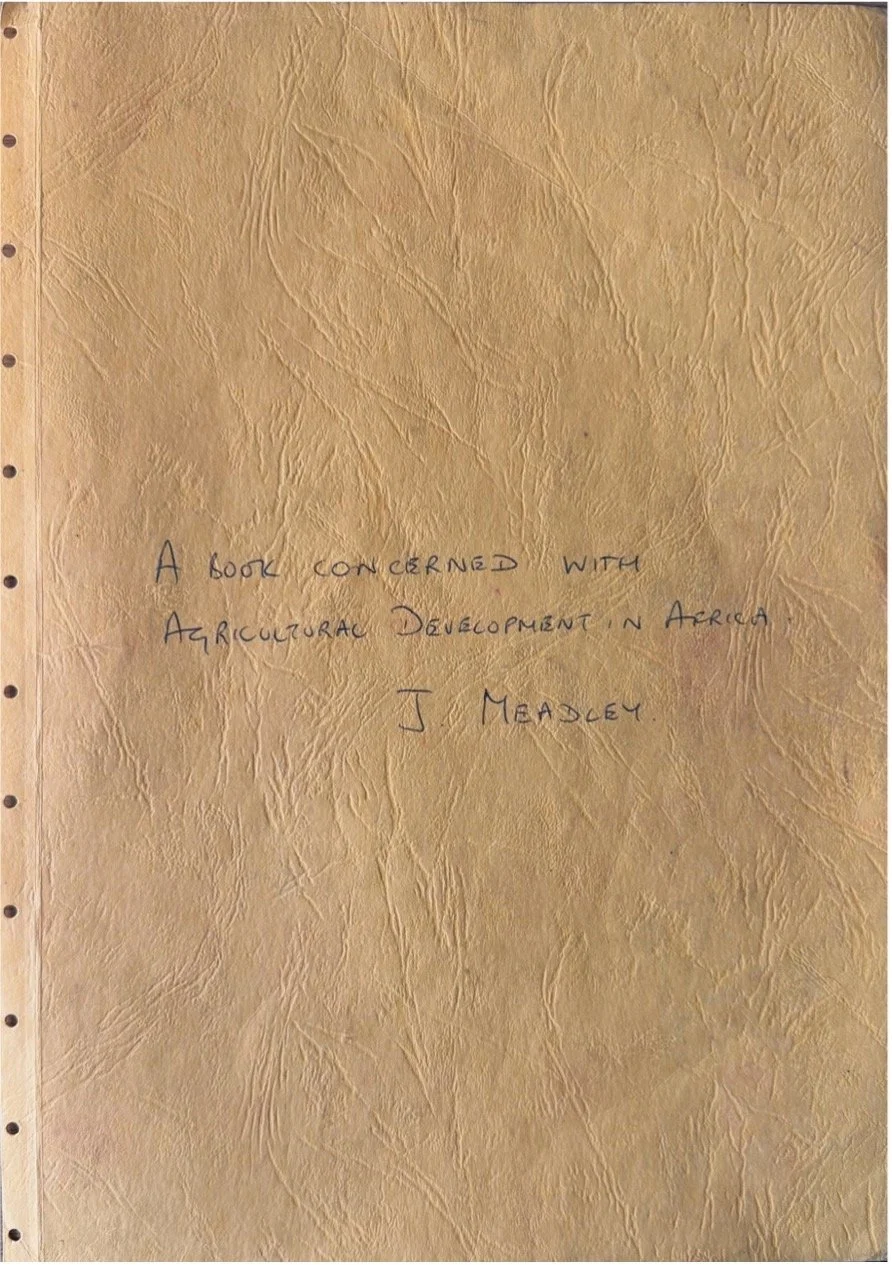 A BOOK CONCERNED WITH
AGRICULTURAL DEVELOPMENT IN AFRICA.
J. MEADLEY.